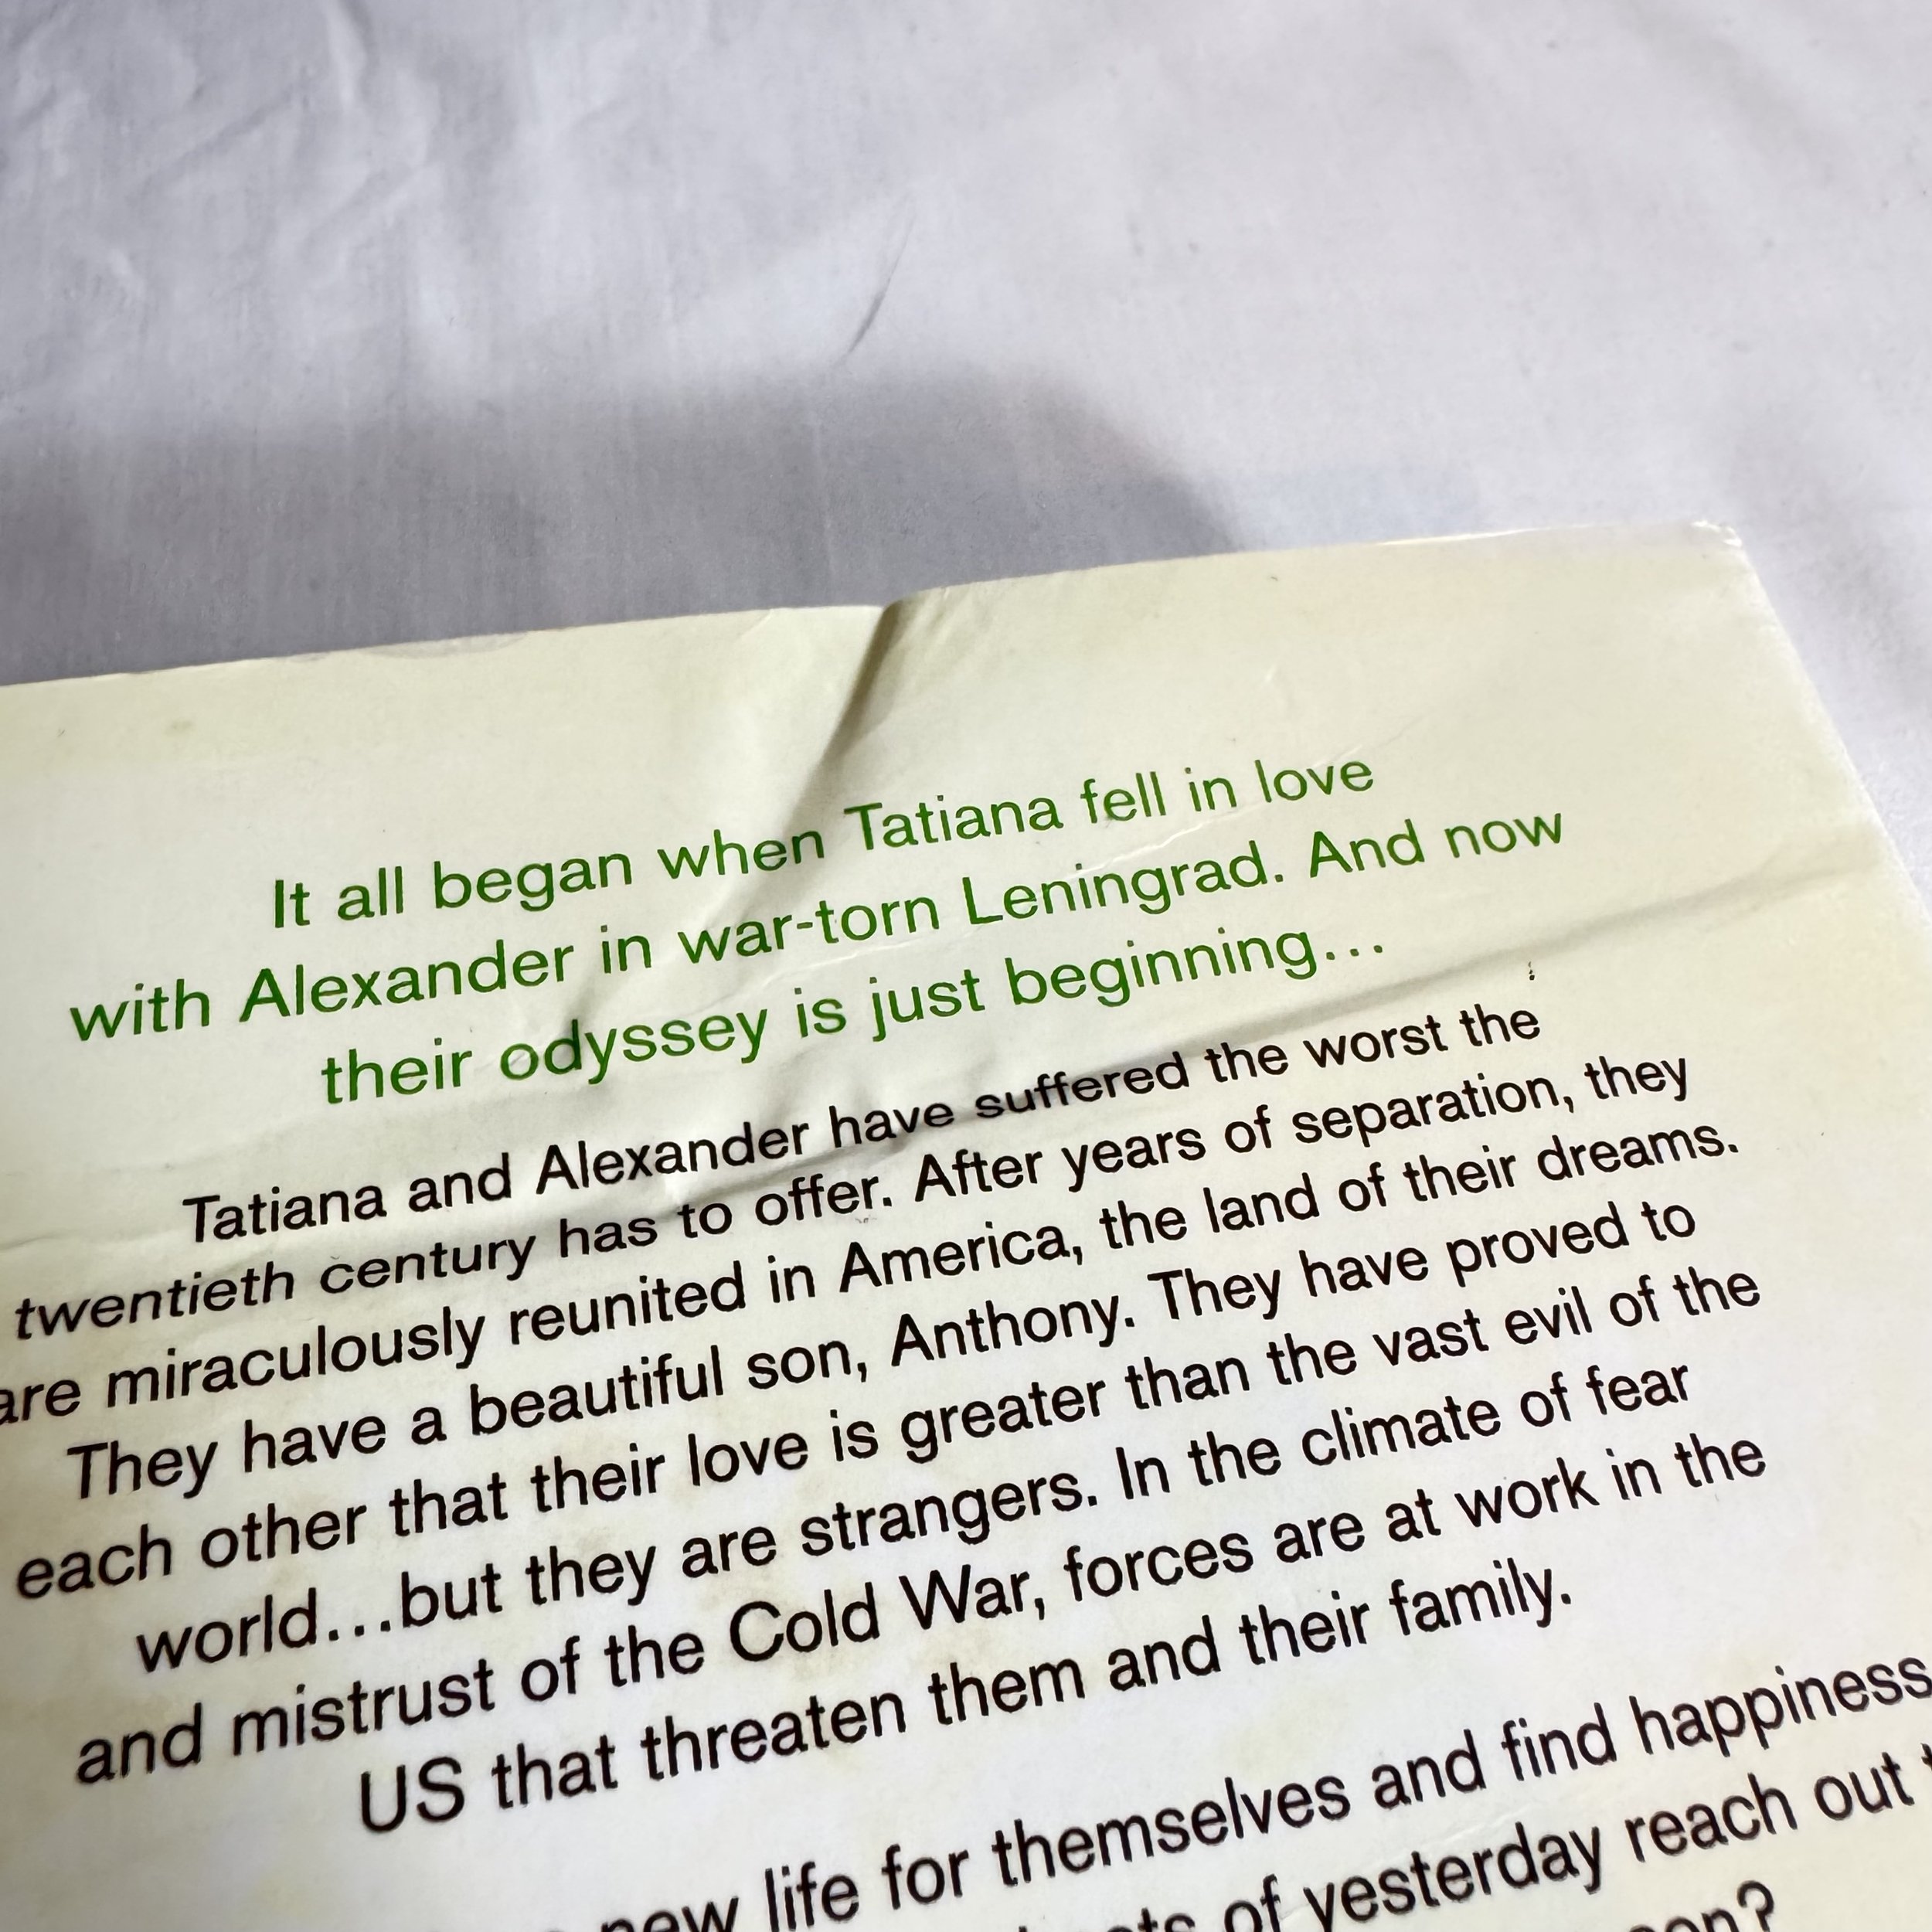 It all began when Tatiana fell in love
with Alexander in war-torn Leningrad. And now
their odyssey is just beginning...
Tatiana and Alexander have suffered the worst the
twentieth century has to offer. After years of separation, they
are miraculously reunited in America, the land of their dreams.
They have a beautiful son, Anthony. They have proved to
each other that their love is greater than the vast evil of the
world...but they are strangers. In the climate of fear
and mistrust of the Cold War, forces are at work in the
US that threaten them and their family.
new life for themselves and find happiness
of yesterday reach out